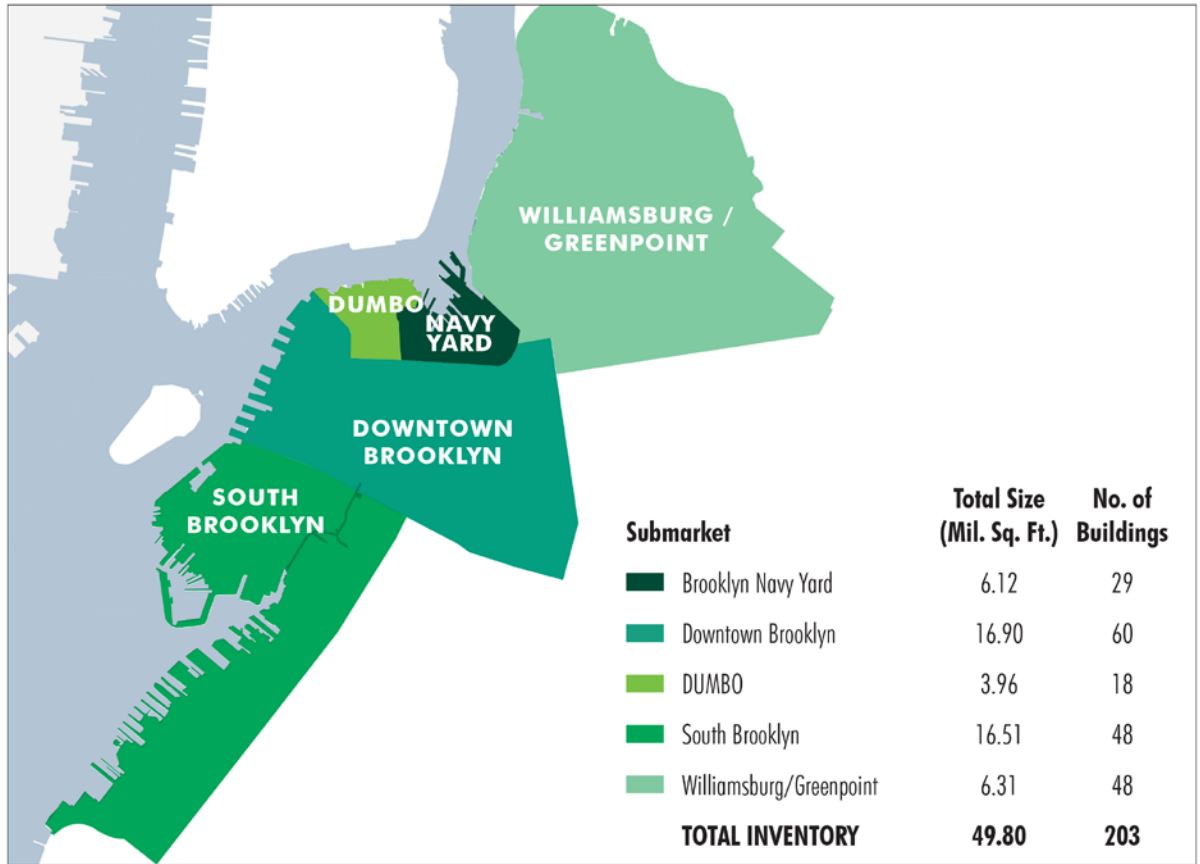 WILLIAMSBURG /
GREENPOINT
DUMBO
NAVY
YARD
DOWNTOWN
BROOKLYN
SOUTH
BROOKLYN
Submarket Total Size (Mil. Sq. Ft.) No. of Buildings
Brooklyn Navy Yard 6.12 29
Downtown Brooklyn 16.90 60
DUMBO 3.96 18
South Brooklyn 16.51 48
Williamsburg/Greenpoint 6.31 48
TOTAL INVENTORY 49.80 203